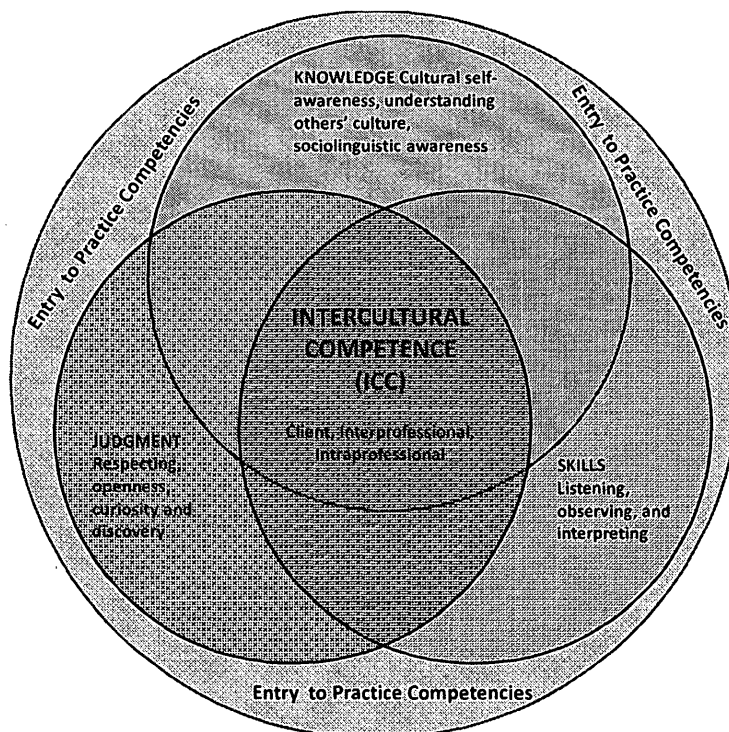 KNOWLEDGE Cultural self-
awareness, understanding
others' culture,
sociolinguistic awareness
Entry to Practice Competencies
Entry to Practice Competencies
INTERCULTURAL
COMPETENCE
(ICC)
Client, Interprofessional,
Intraprofessional
JUDGMENT
Respecting,
openness,
curiosity and
discovery
SKILLS
Listening,
observing, and
interpreting
Entry to Practice Competencies